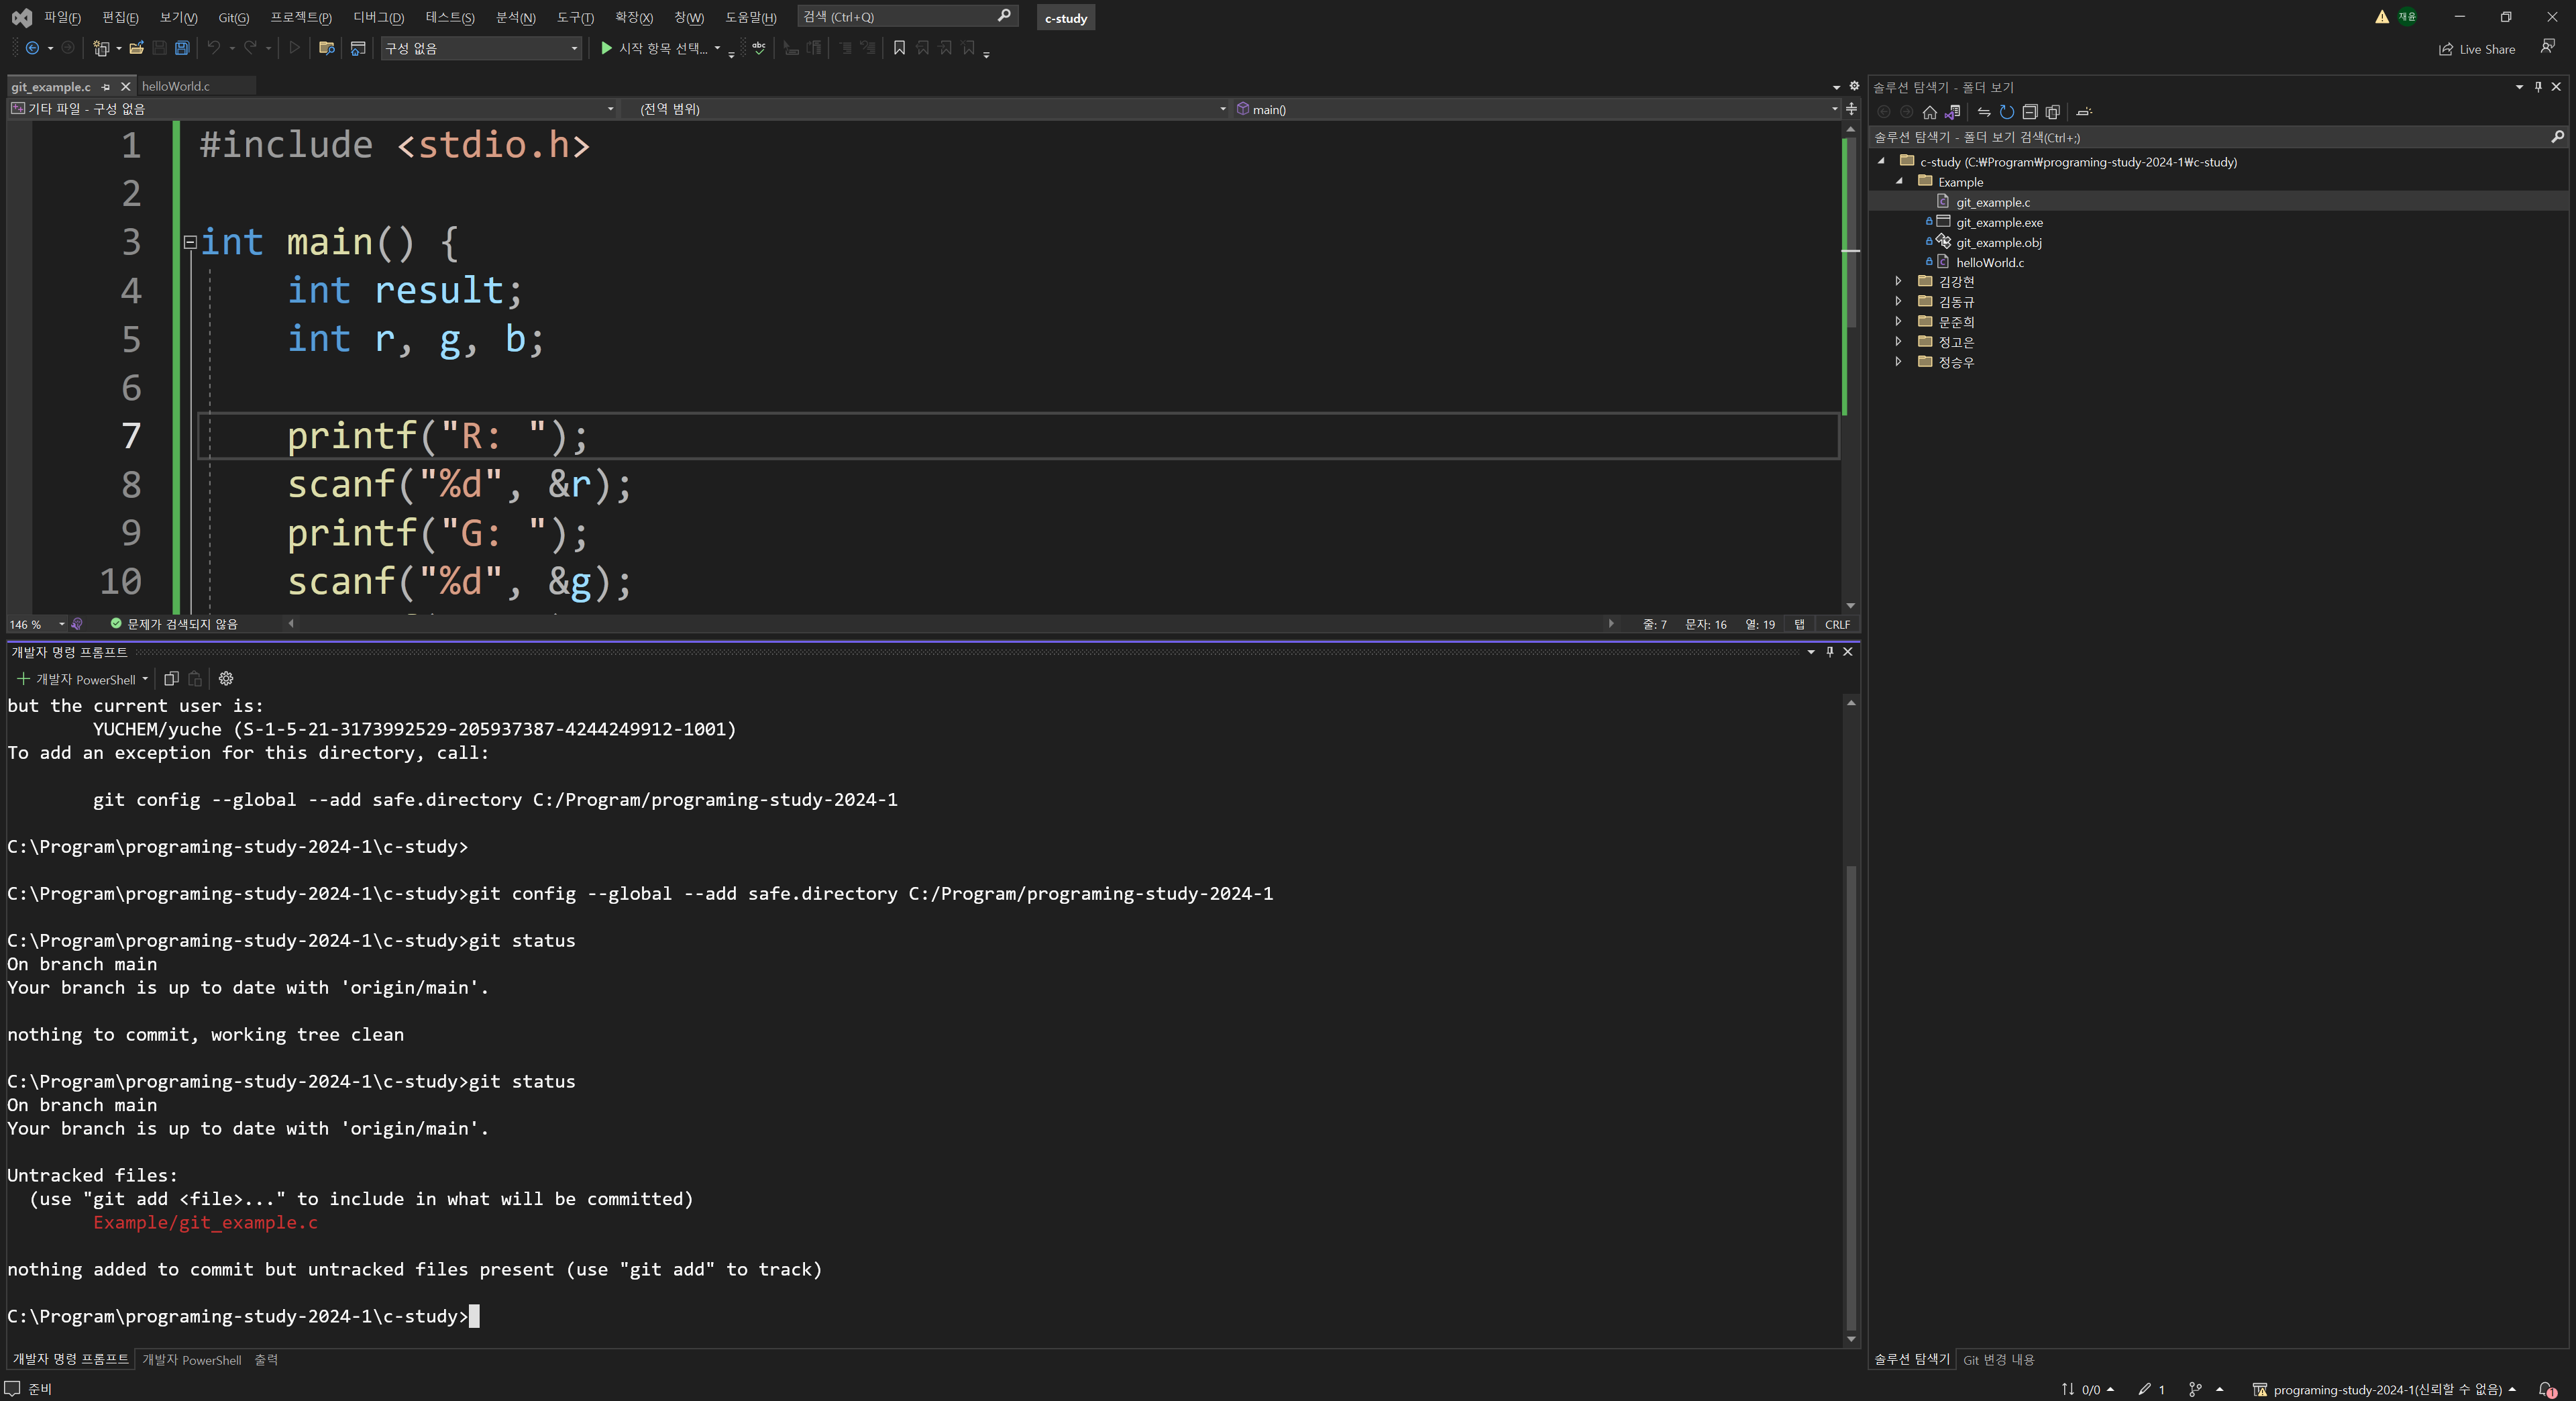 파일(F) 편집(E) 보기(V) Git(G) 프로젝트(P) 디버그(D) 테스트(S) 분석(N) 도구(T) 확장(X) 창(W) 도움말(H) 검색 (Ctrl+Q) c-study 재윤
구성 없음 시작 항목 선택... abc Live Share
git_example.c helloWorld.c
기타 파일 - 구성 없음 (전역 범위) main()
1 #include <stdio.h>
2
3 int main() {
4 int result;
5 int r, g, b;
6
7 printf("R: ");
8 scanf("%d", &r);
9 printf("G: ");
10 scanf("%d", &g);
146 % 문제가 검색되지 않음 줄: 7 문자: 16 열: 19 탭 CRLF
개발자 명령 프롬프트
개발자 PowerShell
but the current user is:
YUCHEM/yuche (S-1-5-21-3173992529-205937387-4244249912-1001)
To add an exception for this directory, call:
git config --global --add safe.directory C:/Program/programing-study-2024-1
C:\Program\programing-study-2024-1\c-study>
C:\Program\programing-study-2024-1\c-study>git config --global --add safe.directory C:/Program/programing-study-2024-1
C:\Program\programing-study-2024-1\c-study>git status
On branch main
Your branch is up to date with 'origin/main'.
nothing to commit, working tree clean
C:\Program\programing-study-2024-1\c-study>git status
On branch main
Your branch is up to date with 'origin/main'.
Untracked files:
(use "git add <file>..." to include in what will be committed)
Example/git_example.c
nothing added to commit but untracked files present (use "git add" to track)
C:\Program\programing-study-2024-1\c-study>
개발자 명령 프롬프트 개발자 PowerShell 출력
솔루션 탐색기 - 폴더 보기
솔루션 탐색기 - 폴더 보기 검색(Ctrl+;)
c-study (C:₩Program₩programing-study-2024-1₩c-study)
Example
git_example.c
git_example.exe
git_example.obj
helloWorld.c
김강현
김동규
문준희
정고은
정승우
솔루션 탐색기 Git 변경 내용
준비 0/0 1 programing-study-2024-1(신뢰할 수 없음) 1